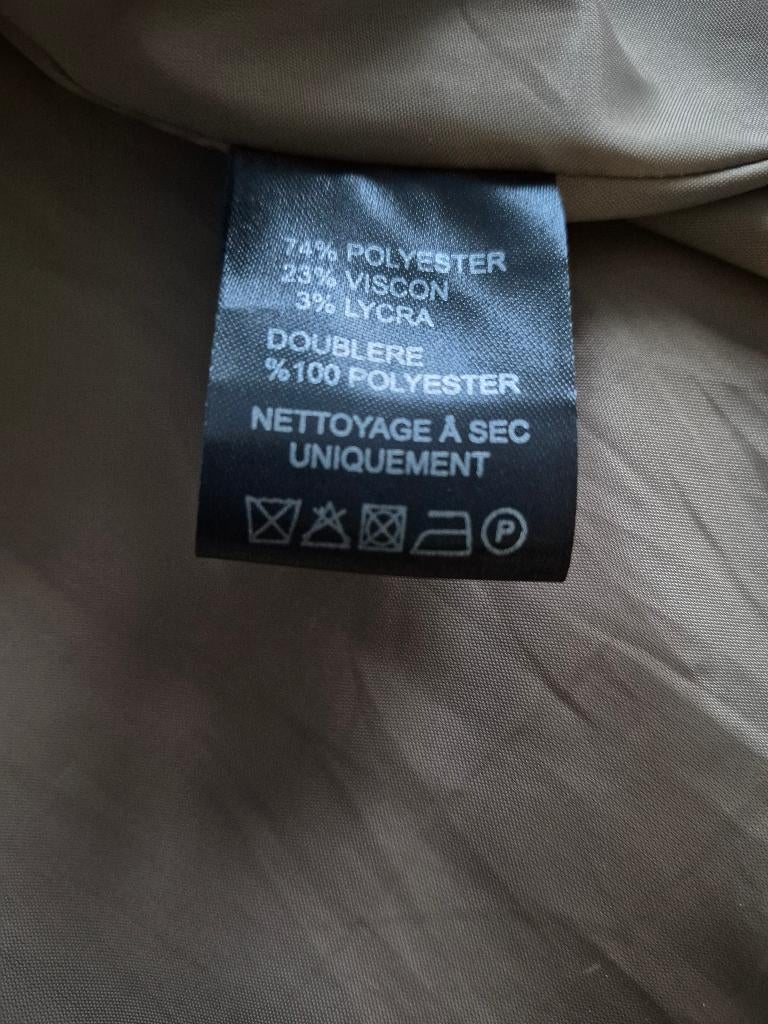 74% POLYESTER
23% VISCON
3% LYCRA
DOUBLERE
%100 POLYESTER
NETTOYAGE Â SEC
UNIQUEMENT
P